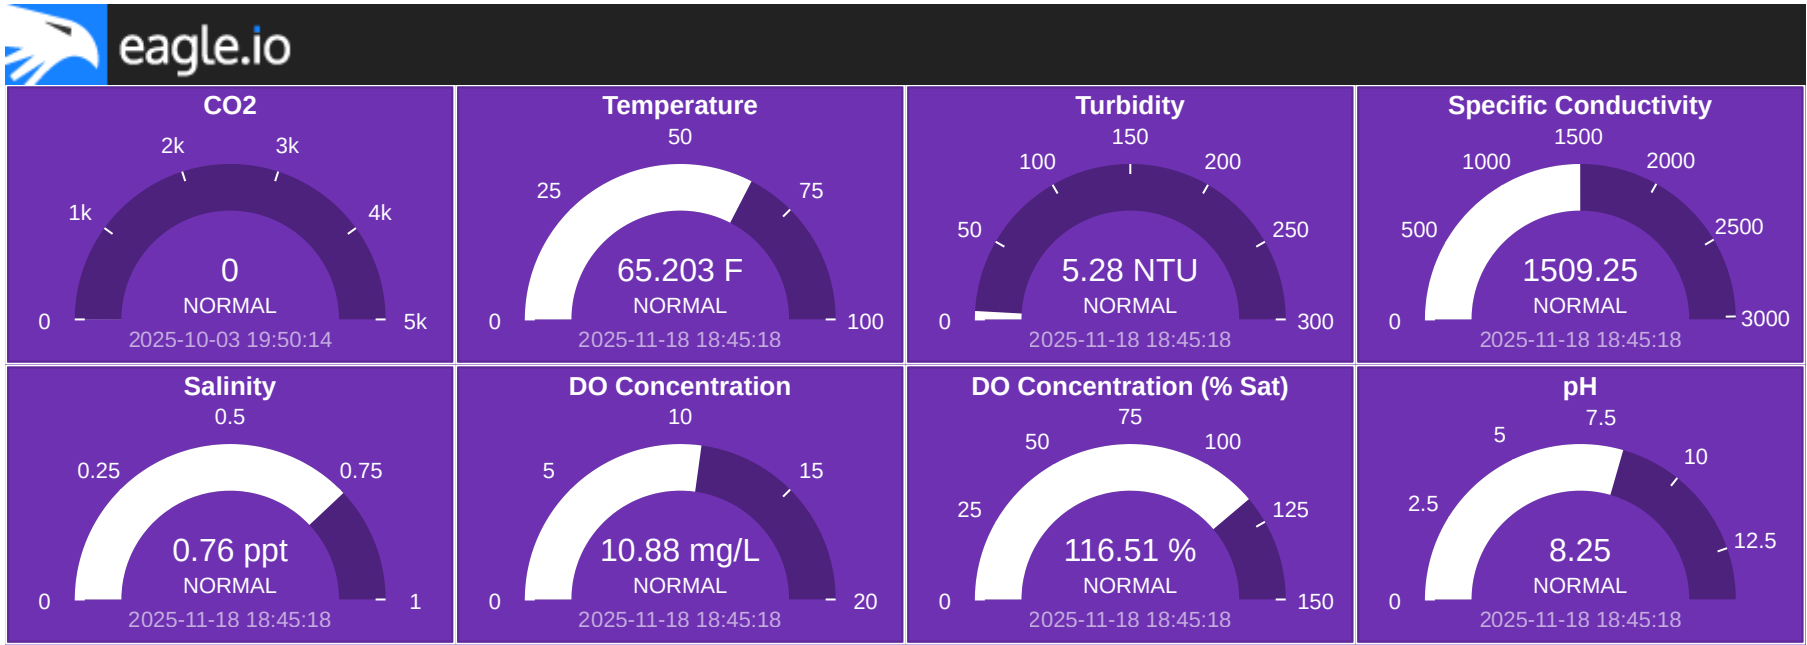 eagle.io
CO2
0
1k
2k
3k
4k
5k
0
NORMAL
2025-10-03 19:50:14
Temperature
0
25
50
75
100
65.203 F
NORMAL
2025-11-18 18:45:18
Turbidity
0
50
100
150
200
250
300
5.28 NTU
NORMAL
2025-11-18 18:45:18
Specific Conductivity
0
500
1000
1500
2000
2500
3000
1509.25
NORMAL
2025-11-18 18:45:18
Salinity
0
0.25
0.5
0.75
1
0.76 ppt
NORMAL
2025-11-18 18:45:18
DO Concentration
0
5
10
15
20
10.88 mg/L
NORMAL
2025-11-18 18:45:18
DO Concentration (% Sat)
0
25
50
75
100
125
150
116.51 %
NORMAL
2025-11-18 18:45:18
pH
0
2.5
5
7.5
10
12.5
8.25
NORMAL
2025-11-18 18:45:18